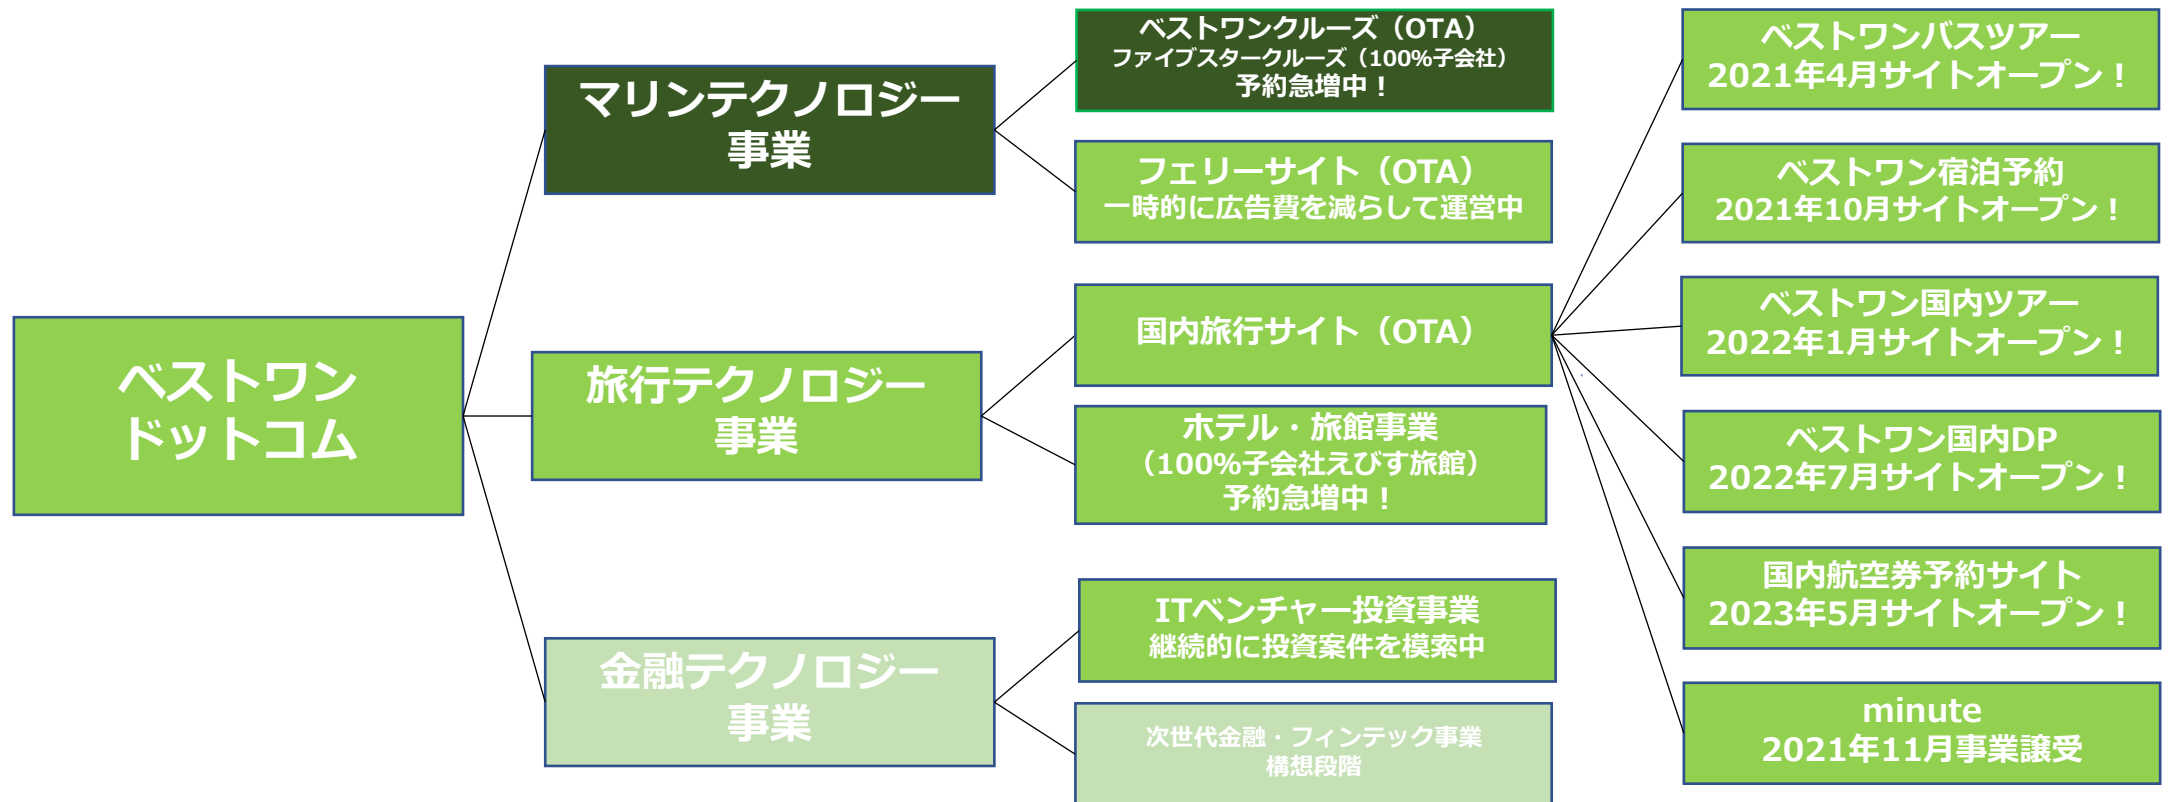 ベストワン
ドットコム
マリンテクノロジー
事業
旅行テクノロジー
事業
金融テクノロジー
事業
ベストワンクルーズ（OTA）
ファイブスタークルーズ（100%子会社）
予約急増中！
フェリーサイト（OTA）
一時的に広告費を減らして運営中
国内旅行サイト（OTA）
ホテル・旅館事業
（100%子会社えびす旅館）
予約急増中！
ITベンチャー投資事業
継続的に投資案件を模索中
次世代金融・フィンテック事業
構想段階
ベストワンバスツアー
2021年4月サイトオープン！
ベストワン宿泊予約
2021年10月サイトオープン！
ベストワン国内ツアー
2022年1月サイトオープン！
ベストワン国内DP
2022年7月サイトオープン！
国内航空券予約サイト
2023年5月サイトオープン！
minute
2021年11月事業譲受